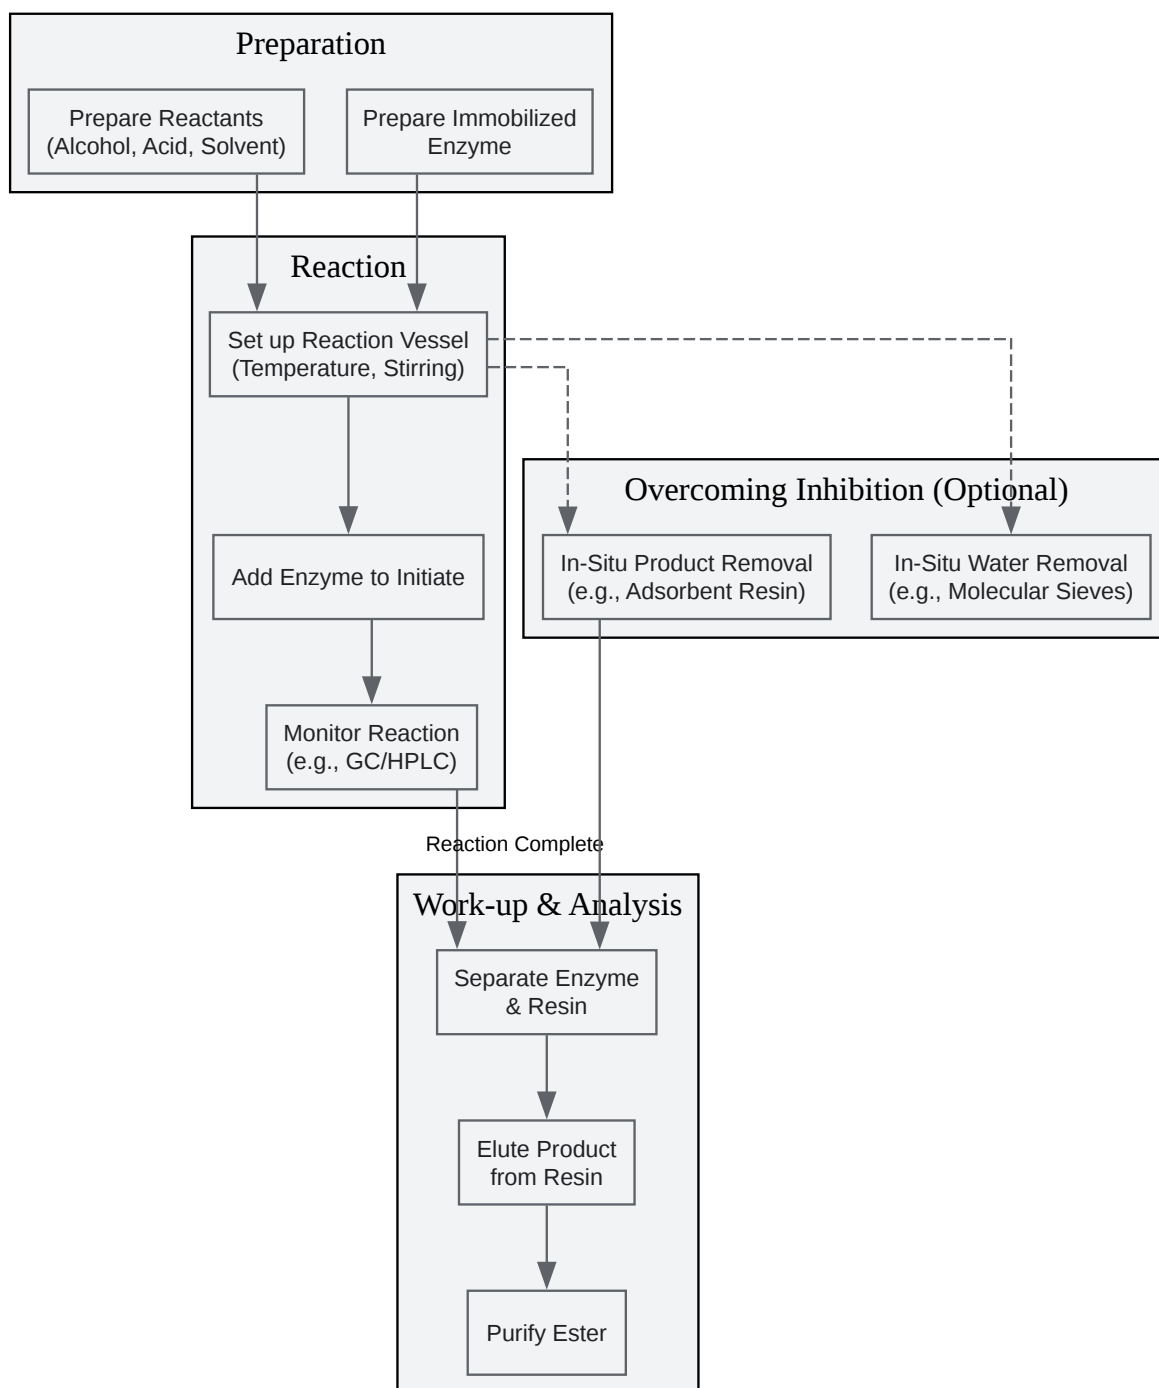 Preparation
Prepare Reactants
(Alcohol, Acid, Solvent)
Prepare Immobilized
Enzyme
Reaction
Set up Reaction Vessel
(Temperature, Stirring)
Overcoming Inhibition (Optional)
Add Enzyme to Initiate
In-Situ Product Removal
(e.g., Adsorbent Resin)
In-Situ Water Removal
(e.g., Molecular Sieves)
Monitor Reaction
(e.g., GC/HPLC)
Reaction Complete
Work-up & Analysis
Separate Enzyme
& Resin
Elute Product
from Resin
Purify Ester